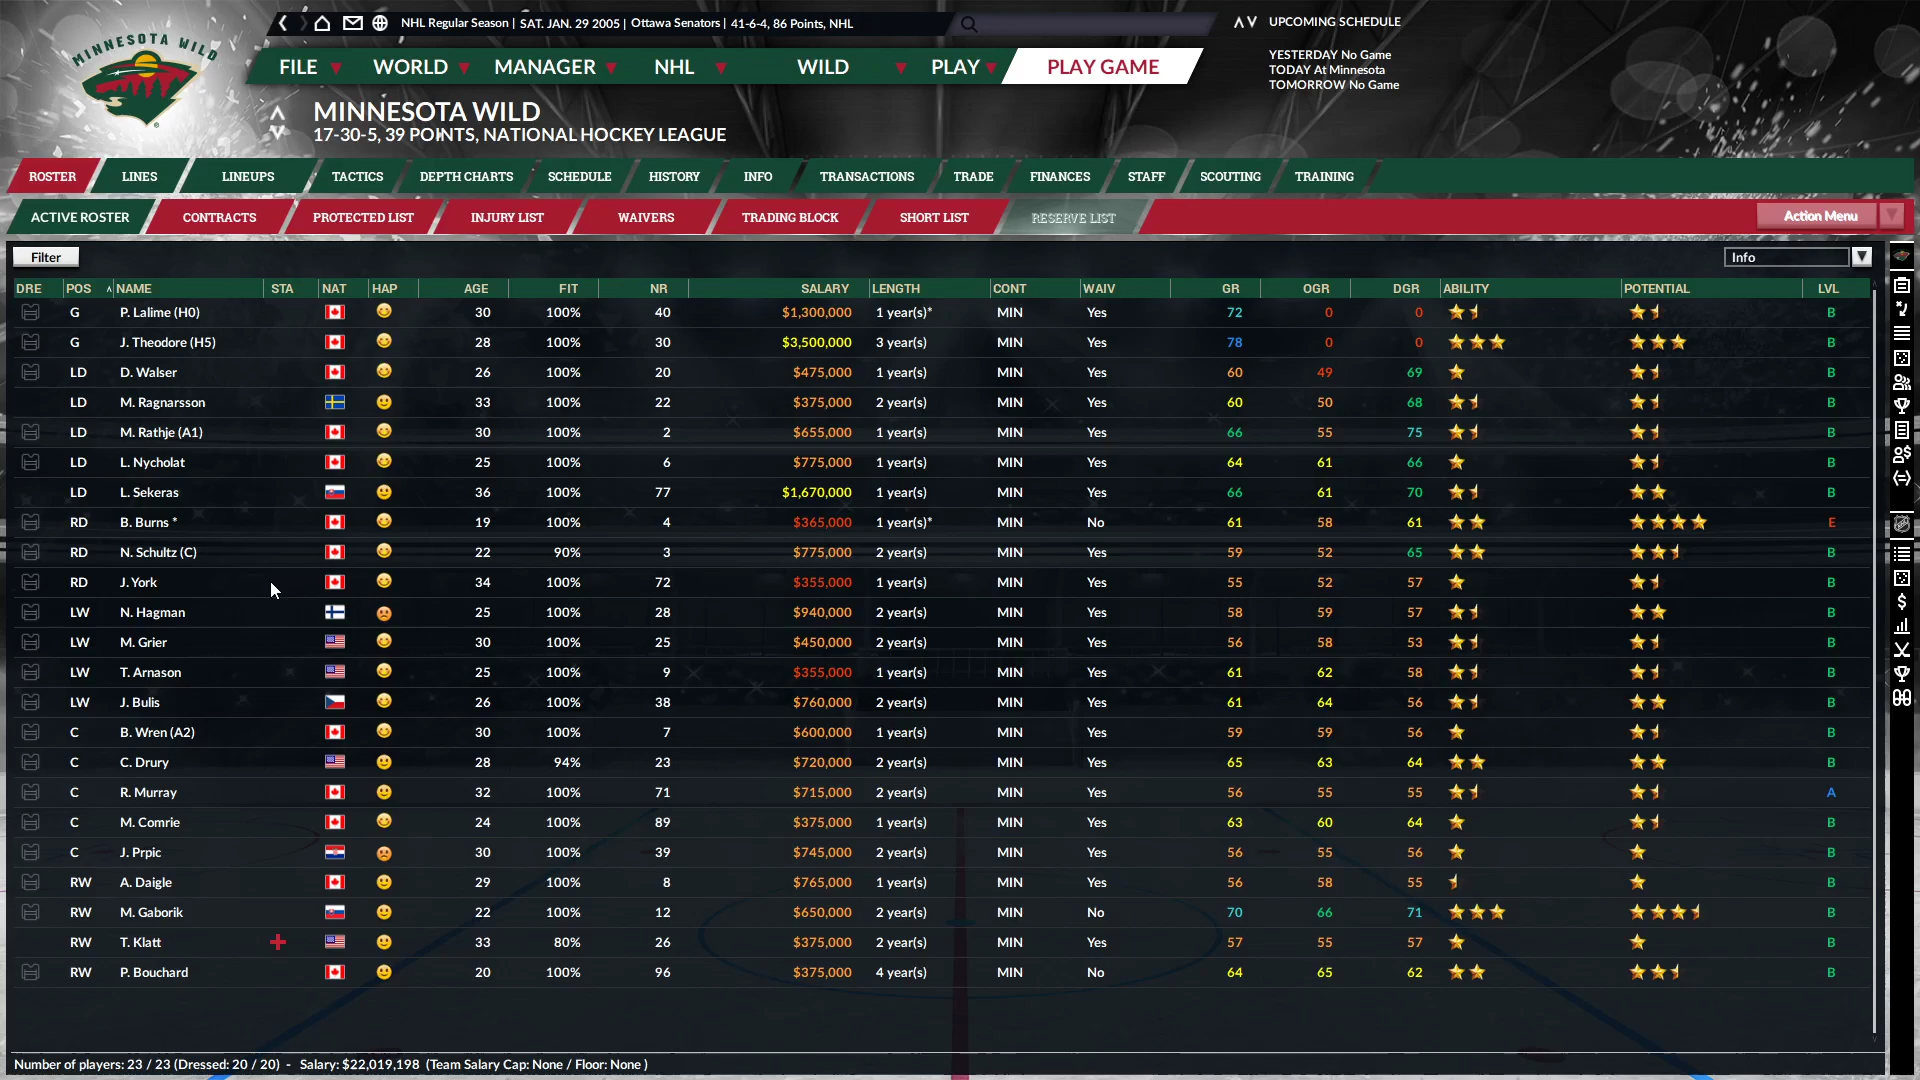 MINNESOTA WILD
NHL Regular Season | SAT. JAN. 29 2005 | Ottawa Senators | 41-6-4, 86 Points, NHL
UPCOMING SCHEDULE
YESTERDAY No Game
TODAY At Minnesota
TOMORROW No Game
FILE WORLD MANAGER NHL WILD PLAY PLAY GAME
MINNESOTA WILD
17-30-5, 39 POINTS, NATIONAL HOCKEY LEAGUE
ROSTER LINES LINEUPS TACTICS DEPTH CHARTS SCHEDULE HISTORY INFO TRANSACTIONS TRADE FINANCES STAFF SCOUTING TRAINING
ACTIVE ROSTER CONTRACTS PROTECTED LIST INJURY LIST WAIVERS TRADING BLOCK SHORT LIST RESERVE LIST Action Menu
Filter Info
DRE POS NAME STA NAT HAP AGE FIT NR SALARY LENGTH CONT WAIV GR OGR DGR ABILITY POTENTIAL LVL
G P. Lalime (H0) 30 100% 40 $1,300,000 1 year(s)* MIN Yes 72 0 0 B
G J. Theodore (H5) 28 100% 30 $3,500,000 3 year(s) MIN Yes 78 0 0 B
LD D. Walser 26 100% 20 $475,000 1 year(s) MIN Yes 60 49 69 B
LD M. Ragnarsson 33 100% 22 $375,000 2 year(s) MIN Yes 60 50 68 B
LD M. Rathje (A1) 30 100% 2 $655,000 1 year(s) MIN Yes 66 55 75 B
LD L. Nycholat 25 100% 6 $775,000 1 year(s) MIN Yes 64 61 66 B
LD L. Sekeras 36 100% 77 $1,670,000 1 year(s) MIN Yes 66 61 70 B
RD B. Burns * 19 100% 4 $365,000 1 year(s)* MIN No 61 58 61 E
RD N. Schultz (C) 22 90% 3 $775,000 2 year(s) MIN Yes 59 52 65 B
RD J. York 34 100% 72 $355,000 1 year(s) MIN Yes 55 52 57 B
LW N. Hagman 25 100% 28 $940,000 2 year(s) MIN Yes 58 59 57 B
LW M. Grier 30 100% 25 $450,000 2 year(s) MIN Yes 56 58 53 B
LW T. Arnason 25 100% 9 $355,000 1 year(s) MIN Yes 61 62 58 B
LW J. Bulis 26 100% 38 $760,000 2 year(s) MIN Yes 61 64 56 B
C B. Wren (A2) 30 100% 7 $600,000 1 year(s) MIN Yes 59 59 56 B
C C. Drury 28 94% 23 $720,000 2 year(s) MIN Yes 65 63 64 B
C R. Murray 32 100% 71 $715,000 2 year(s) MIN Yes 56 55 55 A
C M. Comrie 24 100% 89 $375,000 1 year(s) MIN Yes 63 60 64 B
C J. Prpic 30 100% 39 $745,000 2 year(s) MIN Yes 56 55 56 B
RW A. Daigle 29 100% 8 $765,000 1 year(s) MIN Yes 56 58 55 B
RW M. Gaborik 22 100% 12 $650,000 2 year(s) MIN No 70 66 71 B
RW T. Klatt 33 80% 26 $375,000 2 year(s) MIN Yes 57 55 57 B
RW P. Bouchard 20 100% 96 $375,000 4 year(s) MIN No 64 65 62 B
Number of players: 23 / 23 (Dressed: 20 / 20) - Salary: $22,019,198 (Team Salary Cap: None / Floor: None )